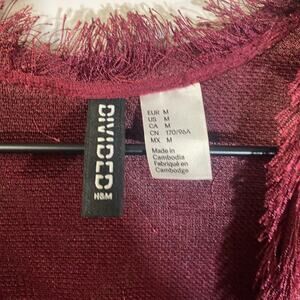 DIVIDED
H&M
EUR M
US M
CA M
CN 170/96A
MX M
Made in
Cambodia
Fabriqué en
Cambodge